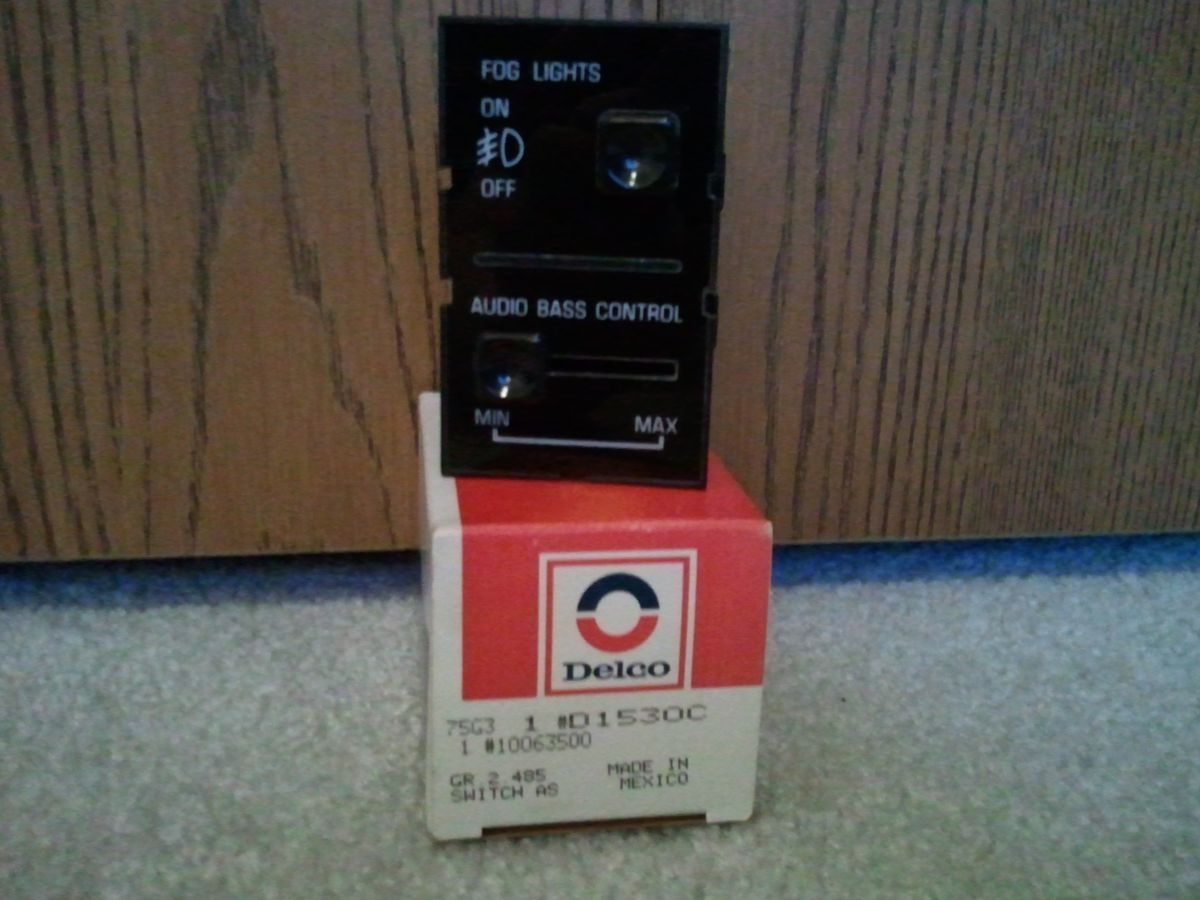 FOG LIGHTS
ON
OFF
AUDIO BASS CONTROL
MIN MAX
Delco
75G3 1 #D1530C
1 #10063500
GR 2.485 MADE IN
SWITCH AS MEXICO